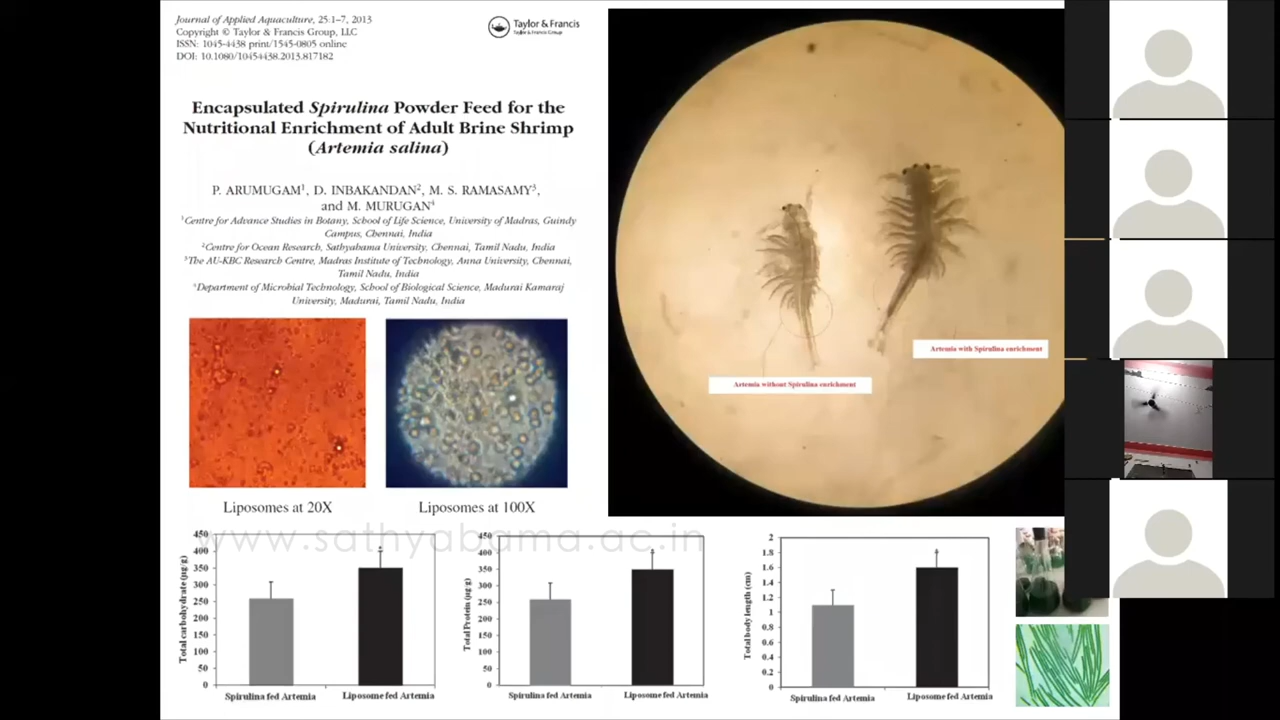 Journal of Applied Aquaculture, 25:1–7, 2013
Copyright © Taylor & Francis Group, LLC
ISSN: 1045-4438 print/1545-0805 online
DOI: 10.1080/10454438.2013.817182
Taylor & Francis
Taylor & Francis Group
Encapsulated Spirulina Powder Feed for the
Nutritional Enrichment of Adult Brine Shrimp
(Artemia salina)
P. ARUMUGAM¹, D. INBAKANDAN², M. S. RAMASAMY³,
and M. MURUGAN⁴
¹Centre for Advance Studies in Botany, School of Life Science, University of Madras, Guindy
Campus, Chennai, India
²Centre for Ocean Research, Sathyabama University, Chennai, Tamil Nadu, India
³The AU-KBC Research Centre, Madras Institute of Technology, Anna University, Chennai,
Tamil Nadu, India
⁴Department of Microbial Technology, School of Biological Science, Madurai Kamaraj
University, Madurai, Tamil Nadu, India
Artemia with Spirulina enrichment
Artemia without Spirulina enrichment
Liposomes at 20X
Liposomes at 100X
www.sathyabama.ac.in
Total carbohydrate (µg/g)
450
400
350
300
250
200
150
100
50
0
*
Spirulina fed Artemia
Liposome fed Artemia
Total Protein (µg/g)
450
400
350
300
250
200
150
100
50
0
*
Spirulina fed Artemia
Liposome fed Artemia
Total body length (cm)
2
1.8
1.6
1.4
1.2
1
0.8
0.6
0.4
0.2
0
*
Spirulina fed Artemia
Liposome fed Artemia